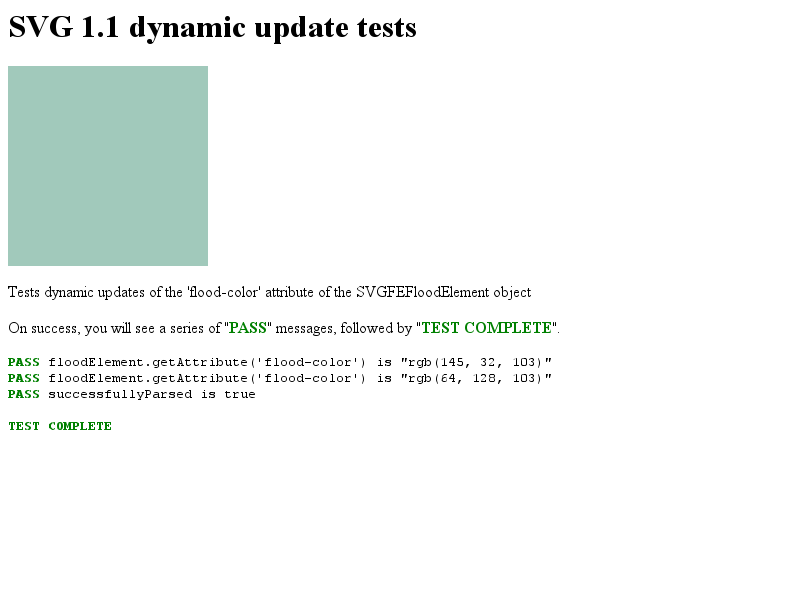 SVG 1.1 dynamic update tests
Tests dynamic updates of the 'flood-color' attribute of the SVGFEFloodElement object
On success, you will see a series of "PASS" messages, followed by "TEST COMPLETE".
PASS floodElement.getAttribute('flood-color') is "rgb(145, 32, 103)"
PASS floodElement.getAttribute('flood-color') is "rgb(64, 128, 103)"
PASS successfullyParsed is true
TEST COMPLETE